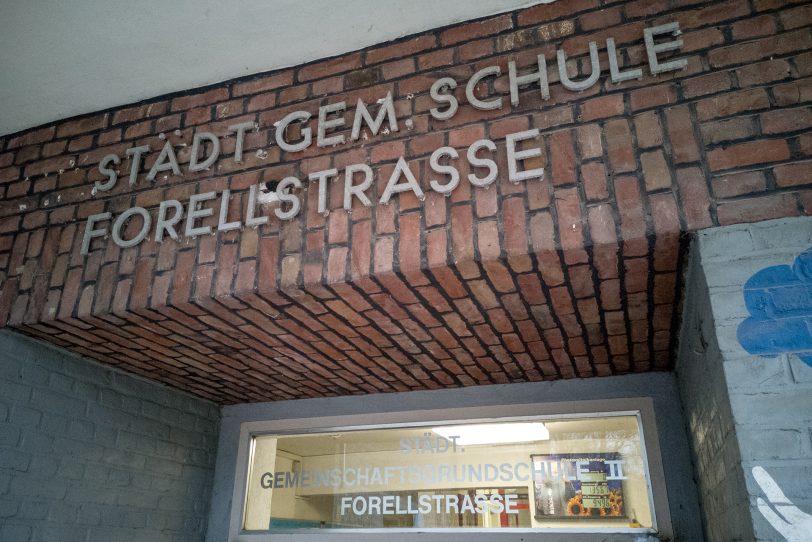 STÄDT. GEM. SCHULE
FORELLSTRASSE
STÄDT.
GEMEINSCHAFTSGRUNDSCHULE II
FORELLSTRASSE